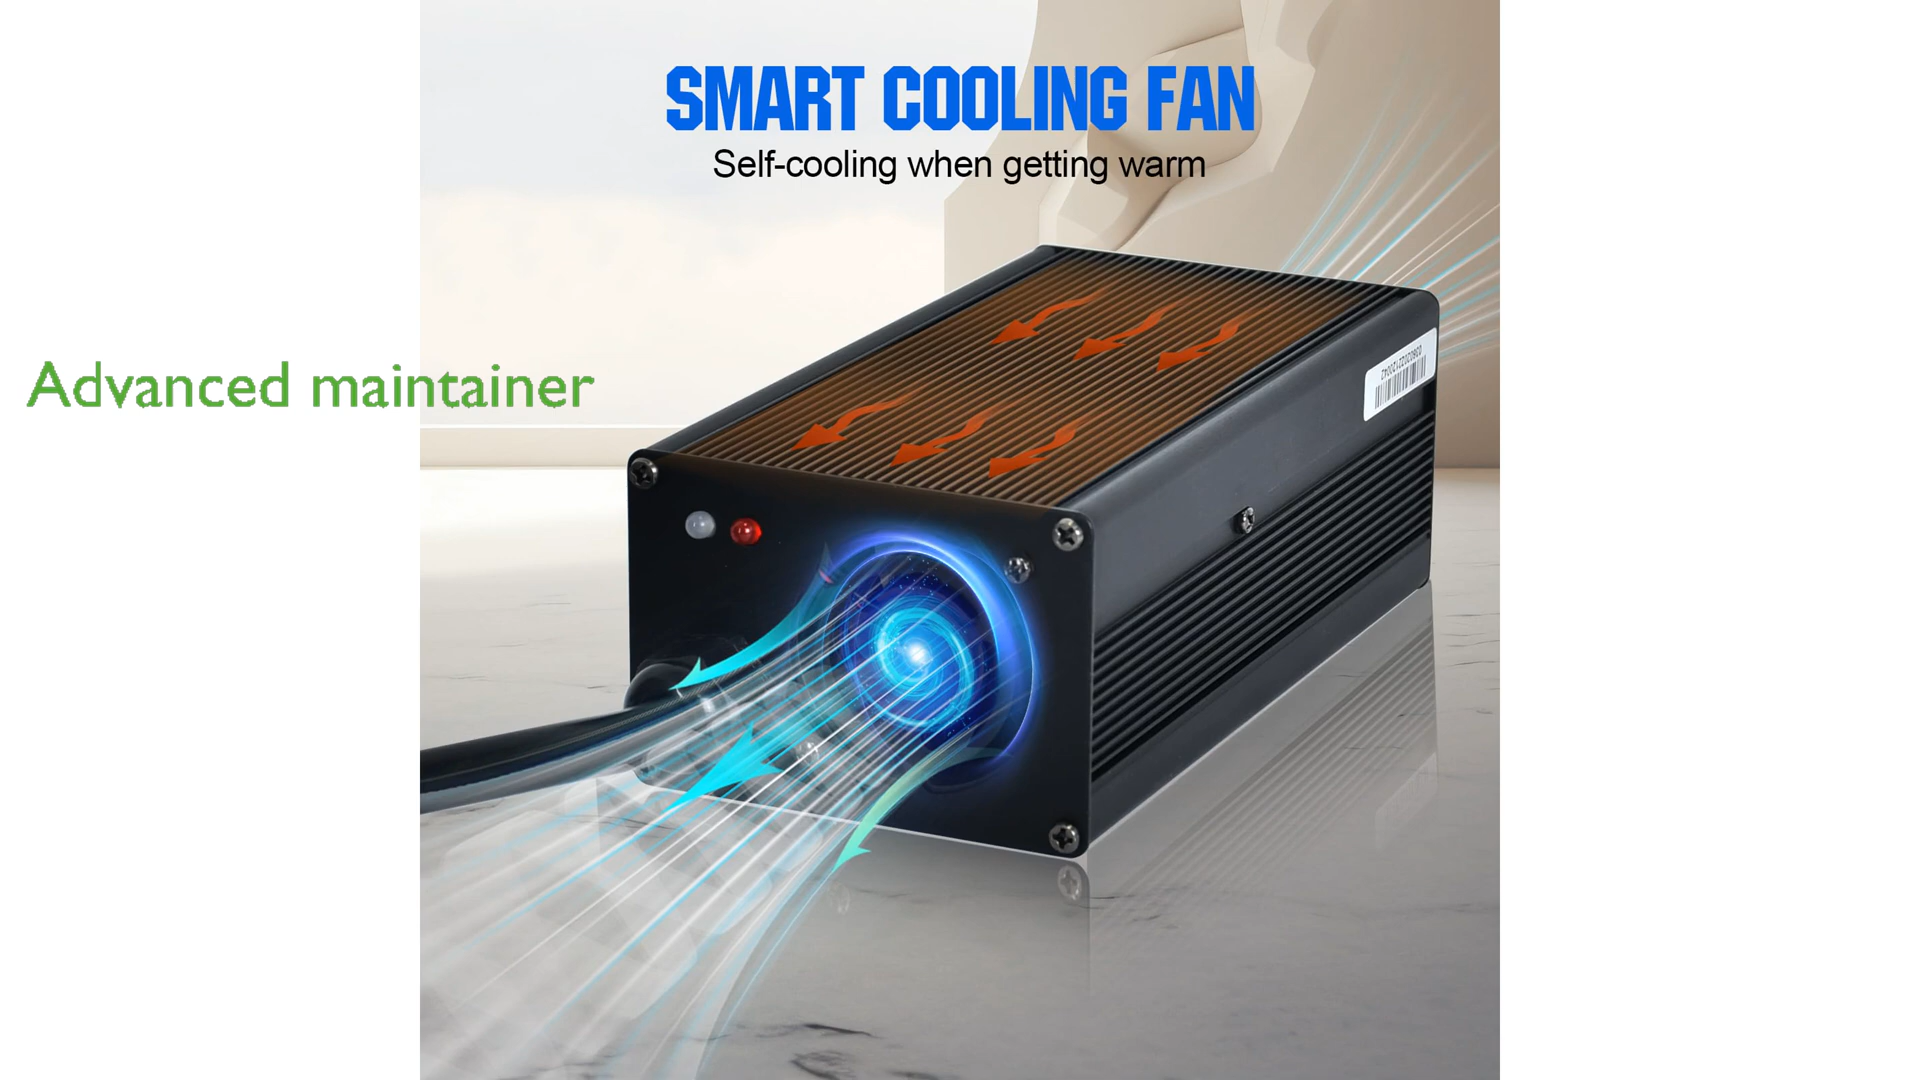 SMART COOLING FAN
Self-cooling when getting warm
Advanced maintainer